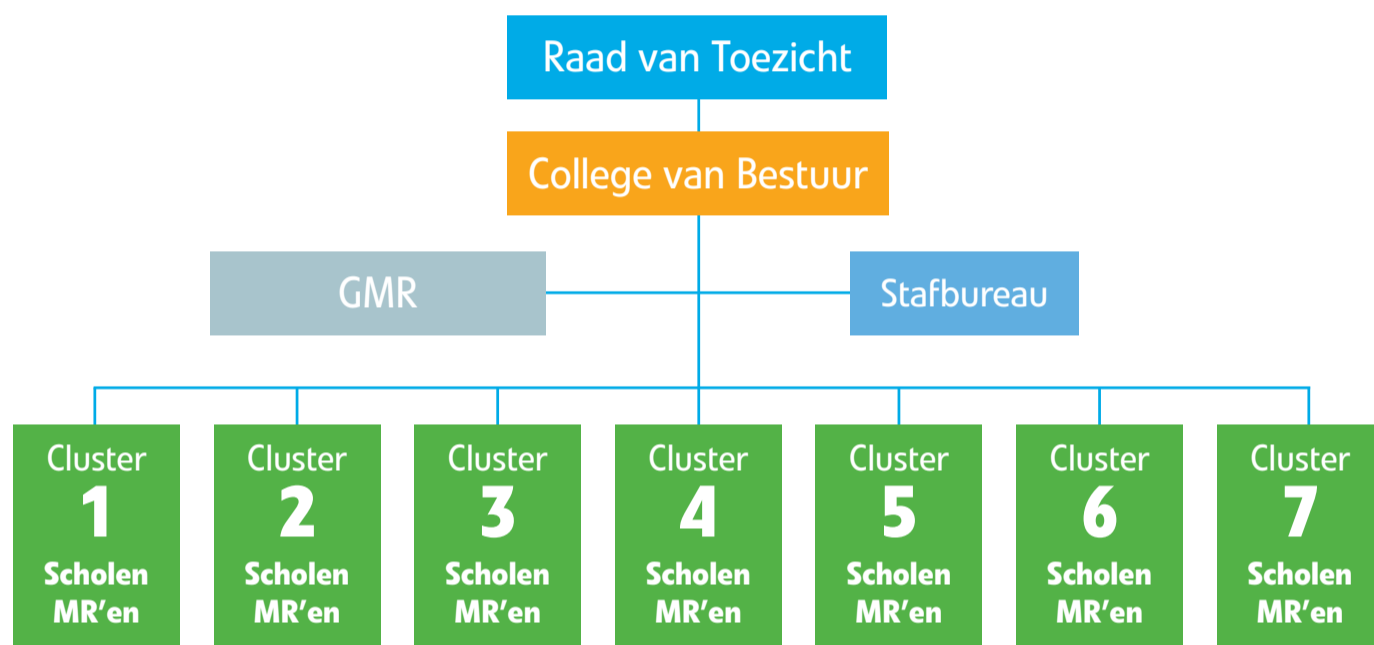 Raad van Toezicht
College van Bestuur
GMR
Stafbureau
Cluster
1
Scholen
MR’en
Cluster
2
Scholen
MR’en
Cluster
3
Scholen
MR’en
Cluster
4
Scholen
MR’en
Cluster
5
Scholen
MR’en
Cluster
6
Scholen
MR’en
Cluster
7
Scholen
MR’en